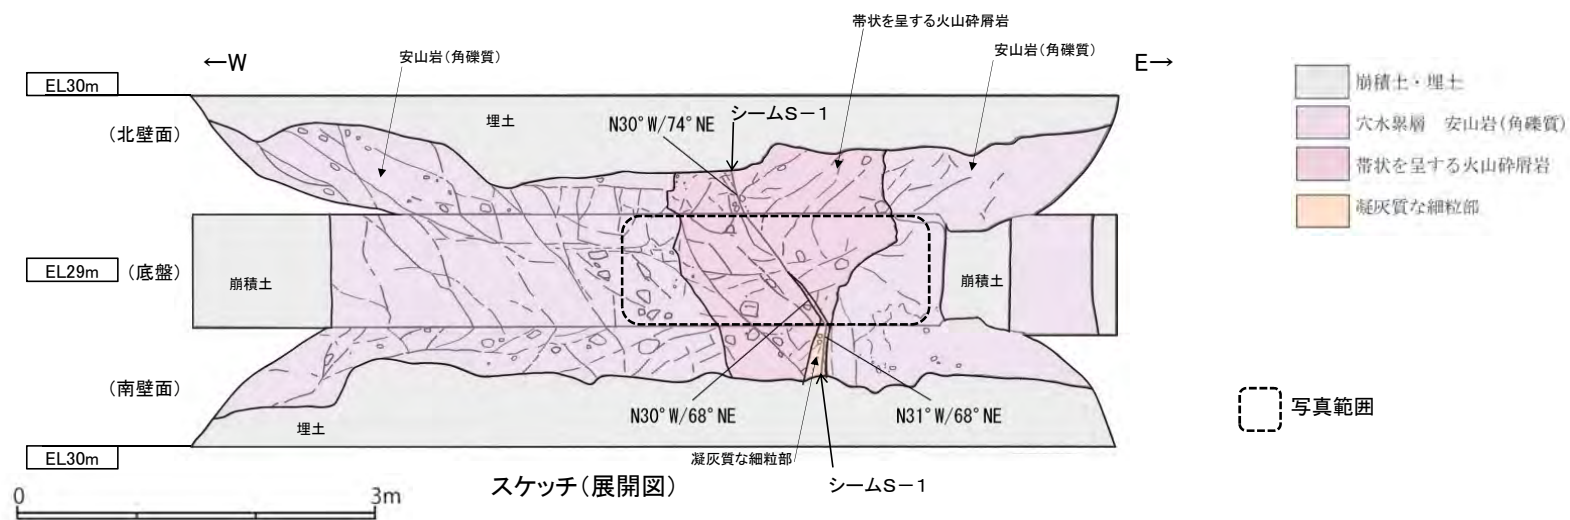 帯状を呈する火山砕屑岩
←W
安山岩(角礫質)
安山岩(角礫質)
E→
EL30m
(北壁面)
埋土
N30°W/74°NE
シームS-1
EL29m
(底盤)
崩積土
崩積土
(南壁面)
N30°W/68°NE
N31°W/68°NE
埋土
凝灰質な細粒部
EL30m
スケッチ(展開図)
シームS-1
0
3m
崩積土・埋土
穴水累層 安山岩(角礫質)
帯状を呈する火山砕屑岩
凝灰質な細粒部
写真範囲